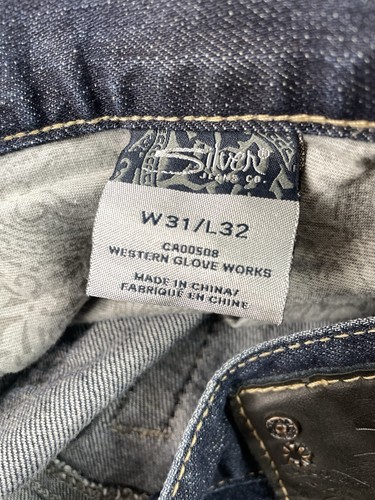 Silver®
JEANS CO.
W31/L32
CA00508
WESTERN GLOVE WORKS
MADE IN CHINA/
FABRIQUÉ EN CHINE